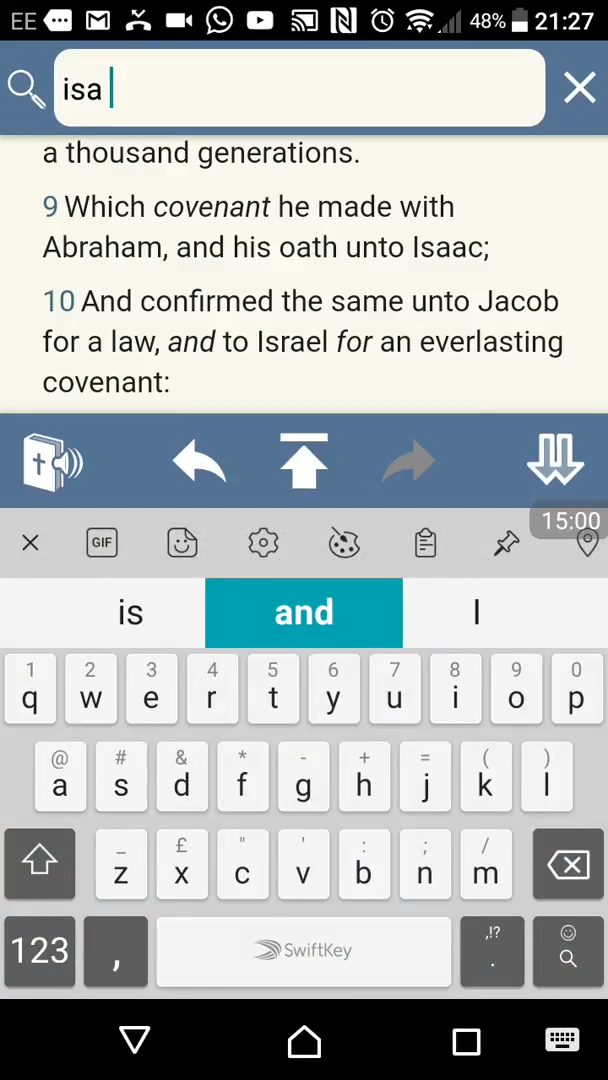 EE 48% 21:27
isa
a thousand generations.
9 Which covenant he made with
Abraham, and his oath unto Isaac;
10 And confirmed the same unto Jacob
for a law, and to Israel for an everlasting
covenant:
15:00
GIF
is and I
1 2 3 4 5 6 7 8 9 0
q w e r t y u i o p
@ # & * - + = ( )
a s d f g h j k l
_ £ " ' : ; /
z x c v b n m
123 , SwiftKey ,!? .